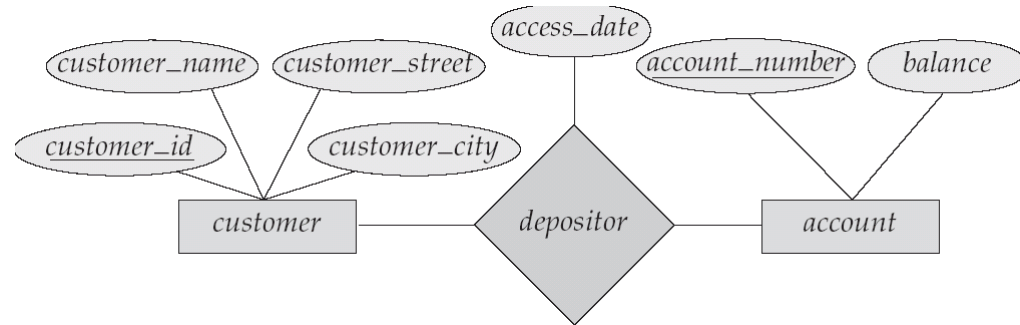 access_date
customer_name
customer_street
account_number
balance
customer_id
customer_city
customer
depositor
account